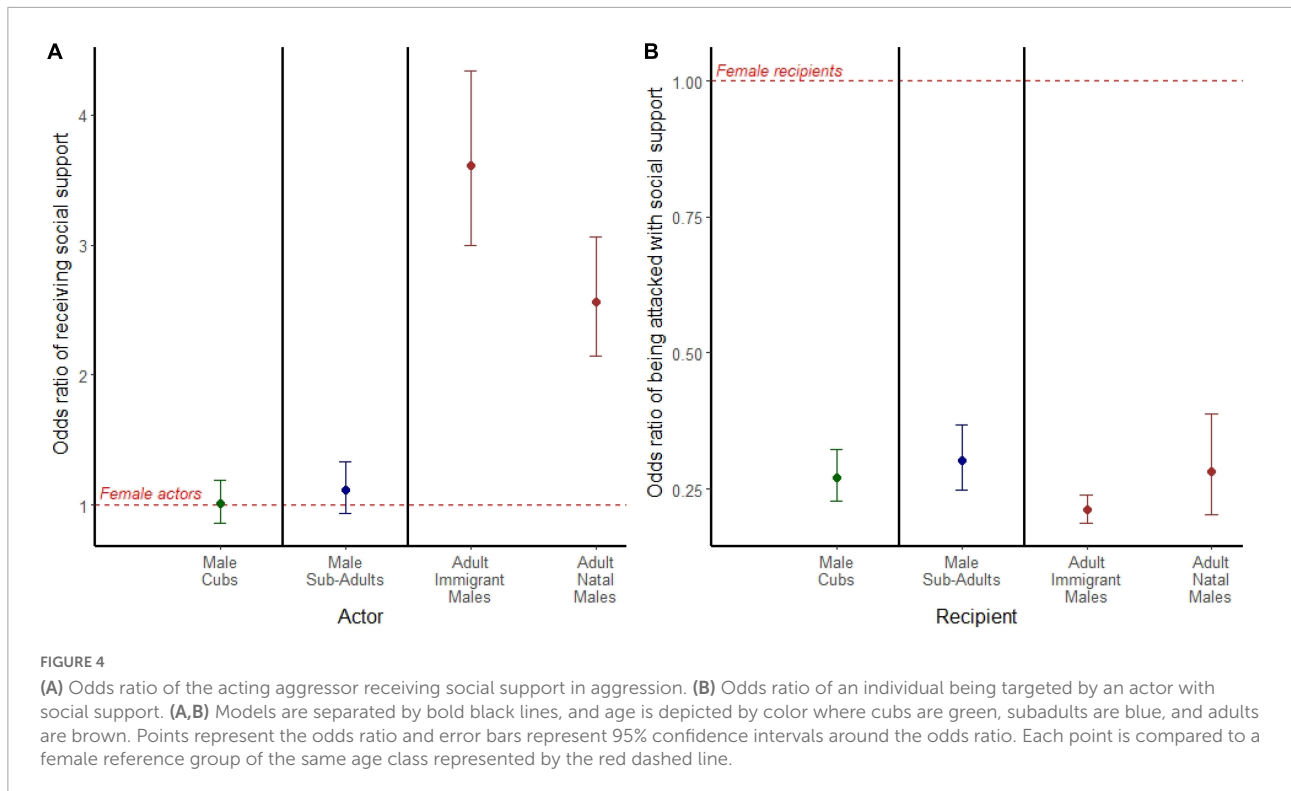 A
Odds ratio of receiving social support
4
3
2
1
Female actors
Male
Cubs
Male
Sub-Adults
Adult
Immigrant
Males
Adult
Natal
Males
Actor
B
Odds ratio of being attacked with social support
1.00
0.75
0.50
0.25
Female recipients
Male
Cubs
Male
Sub-Adults
Adult
Immigrant
Males
Adult
Natal
Males
Recipient
FIGURE 4
(A) Odds ratio of the acting aggressor receiving social support in aggression. (B) Odds ratio of an individual being targeted by an actor with
social support. (A,B) Models are separated by bold black lines, and age is depicted by color where cubs are green, subadults are blue, and adults
are brown. Points represent the odds ratio and error bars represent 95% confidence intervals around the odds ratio. Each point is compared to a
female reference group of the same age class represented by the red dashed line.